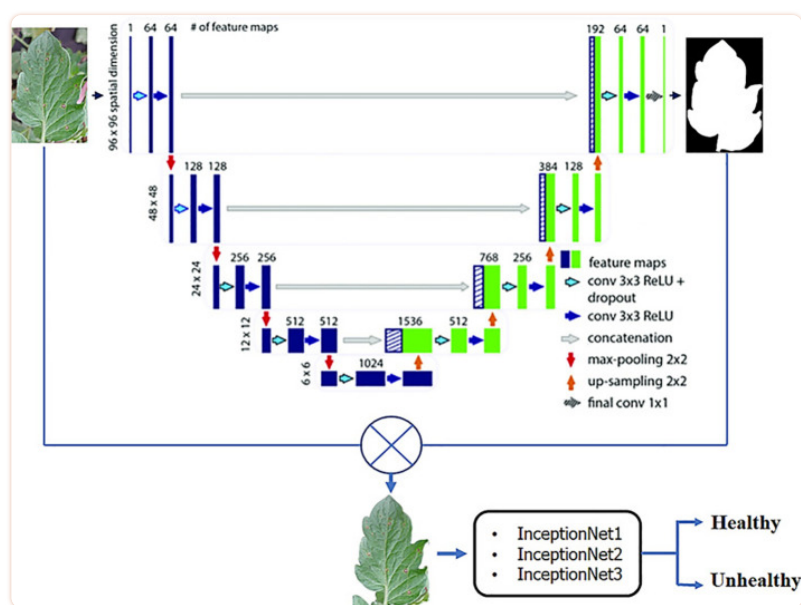 1 64 64 # of feature maps 192 64 64 1
96 x 96 spatial dimension
128 128 384 128
48 x 48
256 256 768 256
24 x 24
512 512 1536 512
12 x 12
1024
6 x 6
feature maps
conv 3x3 ReLU +
dropout
conv 3x3 ReLU
concatenation
max-pooling 2x2
up-sampling 2x2
final conv 1x1
• InceptionNet1
• InceptionNet2
• InceptionNet3
Healthy
Unhealthy